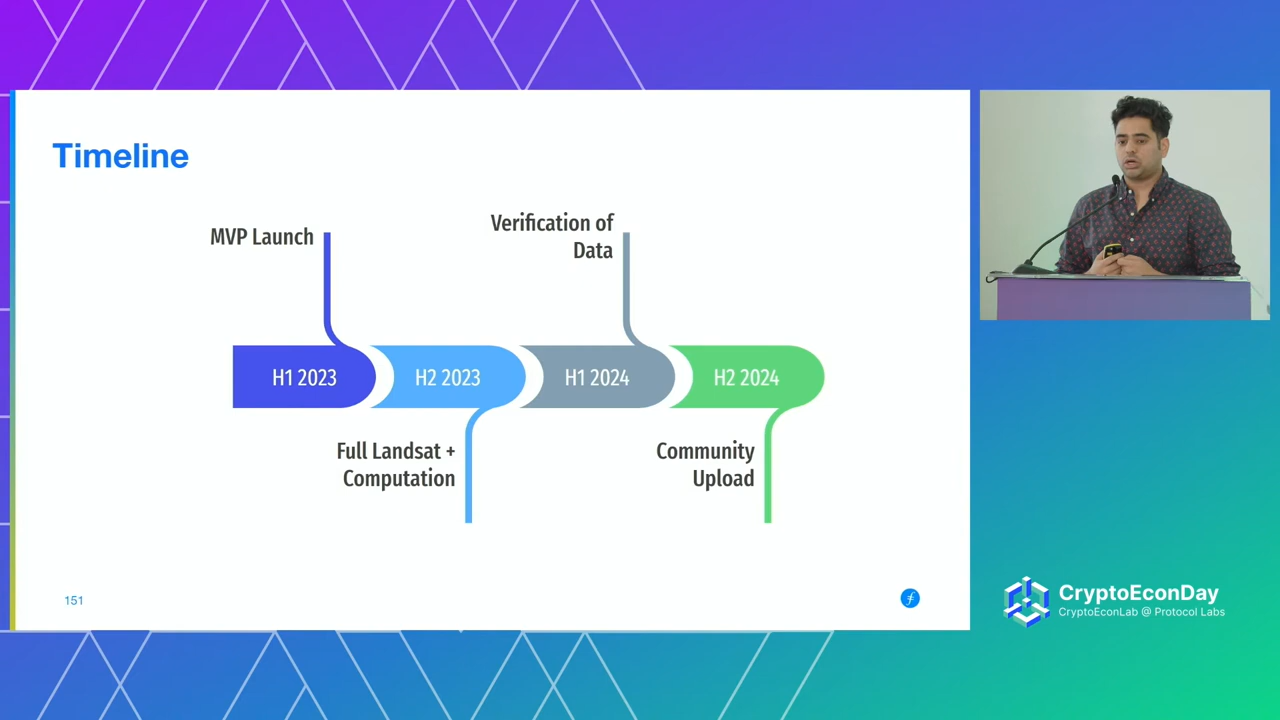 Timeline
MVP Launch
Verification of
Data
H1 2023
H2 2023
H1 2024
H2 2024
Full Landsat +
Computation
Community
Upload
151
CryptoEconDay
CryptoEconLab @ Protocol Labs